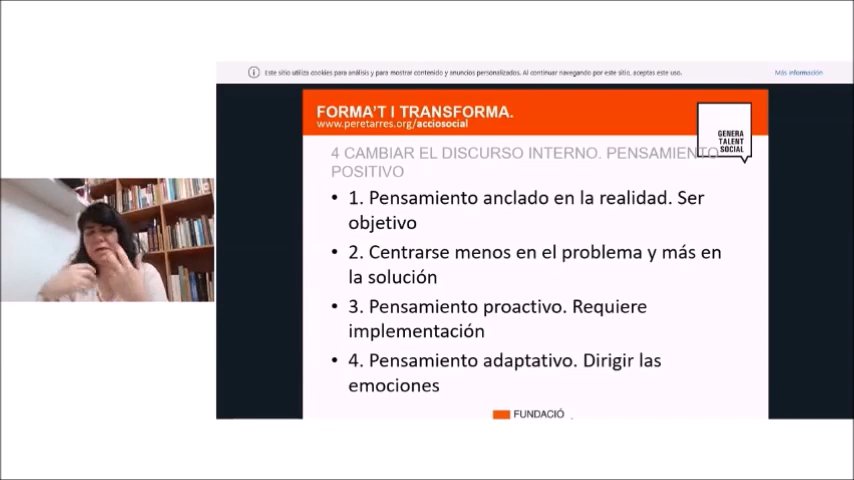 Este sitio utiliza cookies para análisis y para mostrar contenido y anuncios personalizados. Al continuar navegando por este sitio, aceptas este uso.
Más información
FORMA'T I TRANSFORMA.
www.peretarres.org/acciosocial
GENERA
TALENT
SOCIAL
4 CAMBIAR EL DISCURSO INTERNO. PENSAMIENTO
POSITIVO
• 1. Pensamiento anclado en la realidad. Ser
objetivo
• 2. Centrarse menos en el problema y más en
la solución
• 3. Pensamiento proactivo. Requiere
implementación
• 4. Pensamiento adaptativo. Dirigir las
emociones
FUNDACIÓ